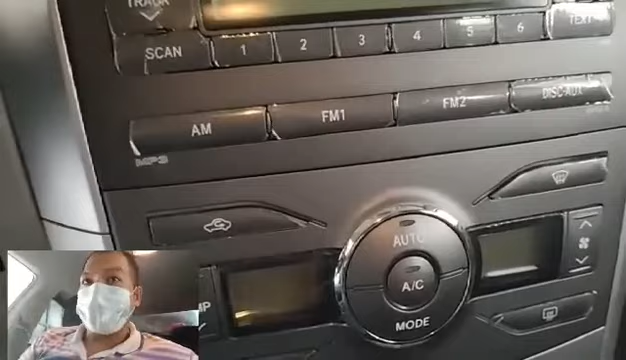 TRACK
SCAN 1 2 3 4 5 6 TEXT
AM FM1 FM2 DISC·AUX
MP3
AUTO
A/C
MODE